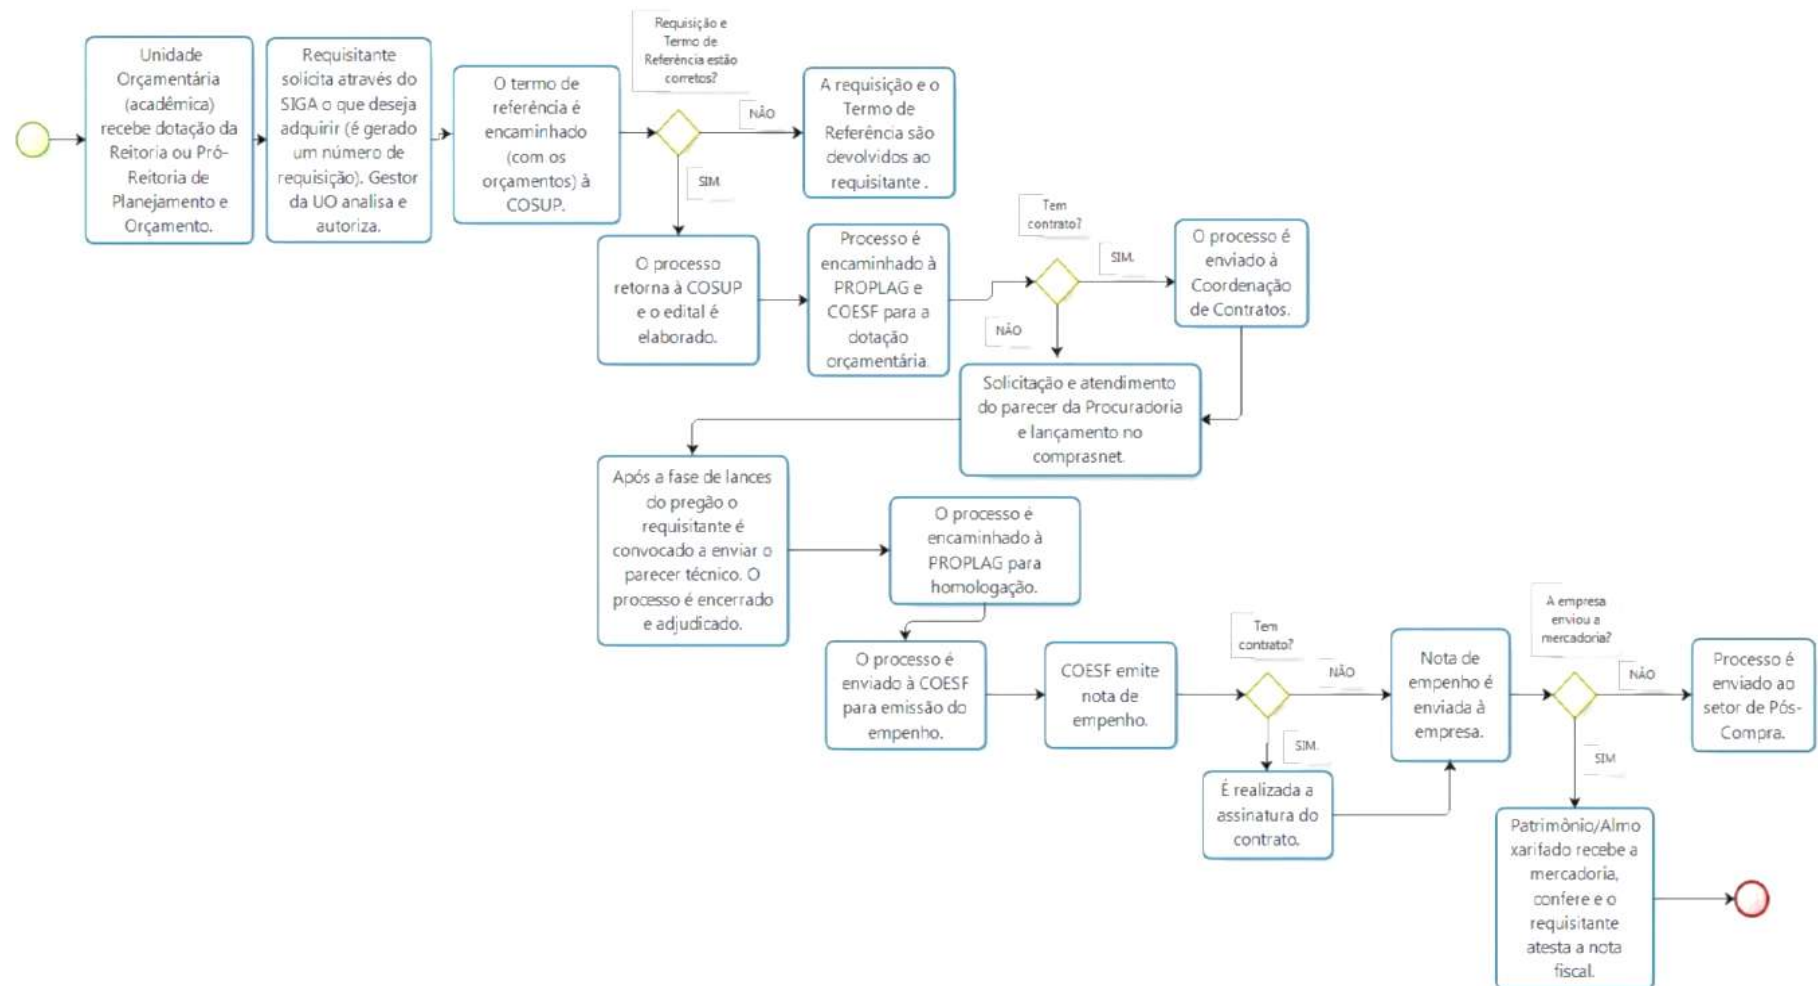 Unidade
Orçamentária
(acadêmica)
recebe dotação da
Reitoria ou Pró-
Reitoria de
Planejamento e
Orçamento.
Requisitante
solicita através do
SIGA o que deseja
adquirir (é gerado
um número de
requisição). Gestor
da UO analisa e
autoriza.
O termo de
referência é
encaminhado
(com os
orçamentos) à
COSUP.
Requisição e
Termo de
Referência estão
corretos?
NÃO
SIM.
A requisição e o
Termo de
Referência são
devolvidos ao
requisitante .
O processo
retorna à COSUP
e o edital é
elaborado.
Processo é
encaminhado à
PROPLAG e
COESF para a
dotação
orçamentária.
Tem
contrato?
SIM.
NÃO
O processo é
enviado à
Coordenação
de Contratos.
Solicitação e atendimento
do parecer da Procuradoria
e lançamento no
comprasnet.
Após a fase de lances
do pregão o
requisitante é
convocado a enviar o
parecer técnico. O
processo é encerrado
e adjudicado.
O processo é
encaminhado à
PROPLAG para
homologação.
O processo é
enviado à COESF
para emissão do
empenho.
COESF emite
nota de
empenho.
Tem
contrato?
NÃO
SIM.
É realizada a
assinatura do
contrato.
Nota de
empenho é
enviada à
empresa.
A empresa
enviou a
mercadoria?
NÃO
SIM
Processo é
enviado ao
setor de Pós-
Compra.
Patrimônio/Almo
xarifado recebe a
mercadoria,
confere e o
requisitante
atesta a nota
fiscal.